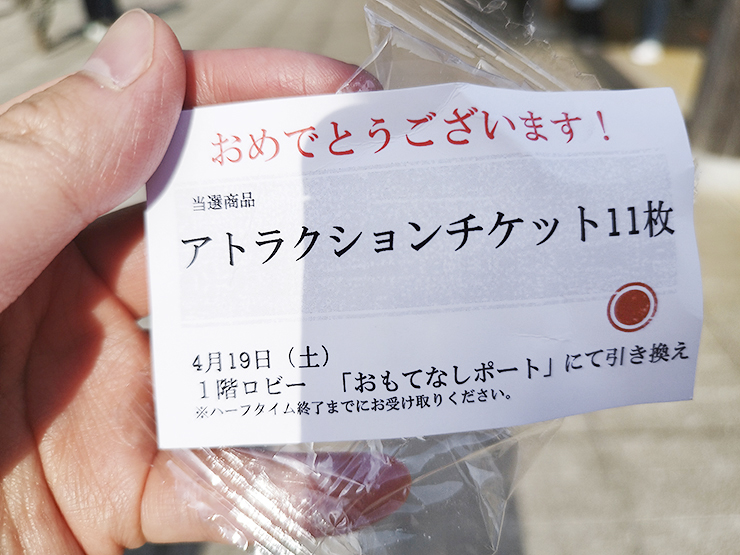 おめでとうございます！
当選商品
アトラクションチケット11枚
4月19日（土）
１階ロビー　「おもてなしポート」にて引き換え
※ハーフタイム終了までにお受け取りください。